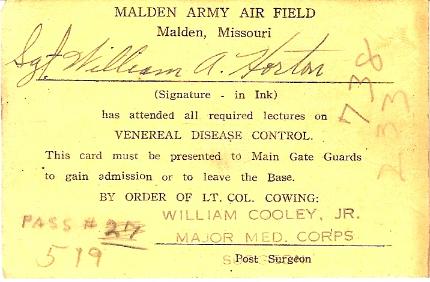 MALDEN ARMY AIR FIELD
Malden, Missouri
Sgt. William A. Horton
(Signature - in Ink)
has attended all required lectures on
VENEREAL DISEASE CONTROL.
This card must be presented to Main Gate Guards
to gain admission or to leave the Base.
BY ORDER OF LT. COL. COWING:
WILLIAM COOLEY, JR.
MAJOR MED. CORPS
Post Surgeon
PASS #
519
738
233